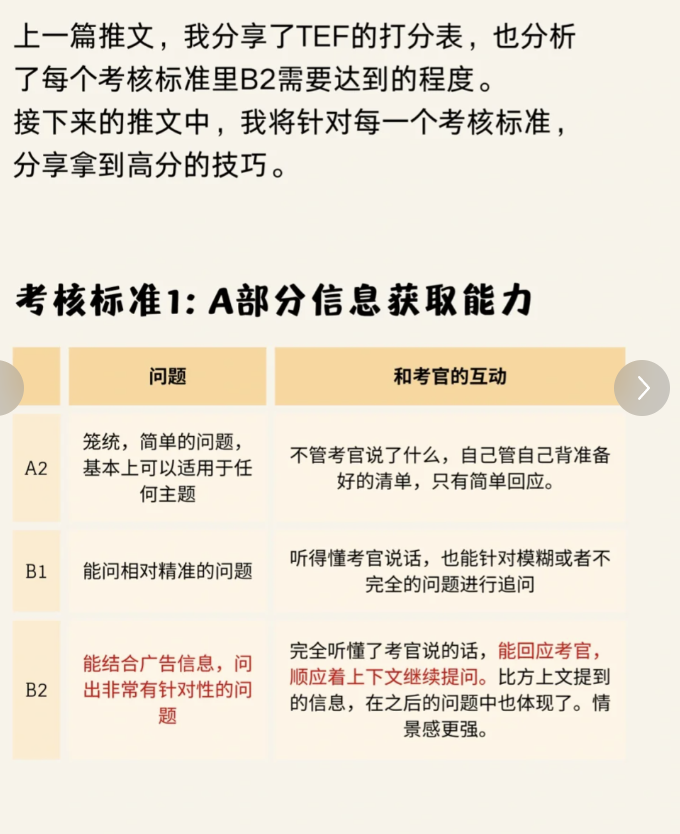 上一篇推文，我分享了TEF的打分表，也分析
了每个考核标准里B2需要达到的程度。
接下来的推文中，我将针对每一个考核标准，
分享拿到高分的技巧。
考核标准1: A部分信息获取能力
问题
和考官的互动
A2
笼统，简单的问题，
基本上可以适用于任
何主题
不管考官说了什么，自己管自己背准备
好的清单，只有简单回应。
B1
能问相对精准的问题
听得懂考官说话，也能针对模糊或者不
完全的问题进行追问
B2
能结合广告信息，问
出非常有针对性的问
题
完全听懂了考官说的话，能回应考官，
顺应着上下文继续提问。比方上文提到
的信息，在之后的问题中也体现了。情
景感更强。